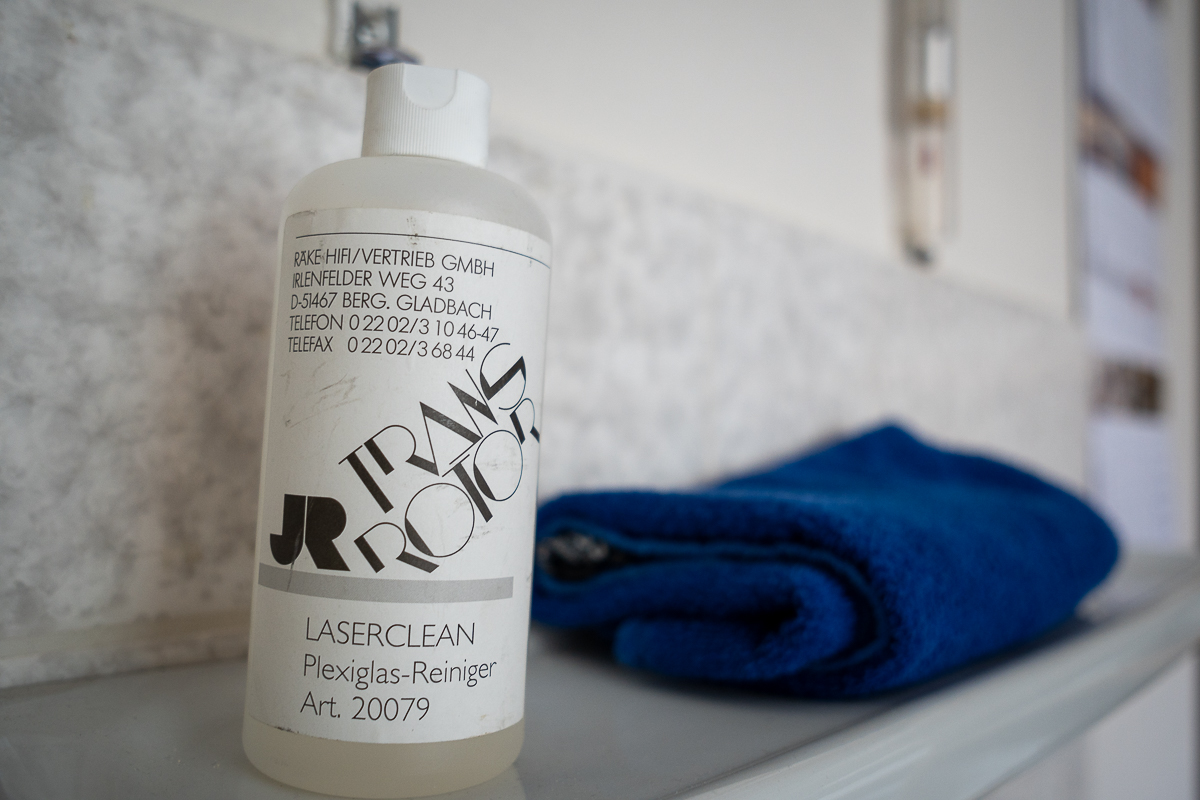 RÄKE HIFI/VERTRIEB GMBH
IRLENFELDER WEG 43
D-51467 BERG. GLADBACH
TELEFON 0 22 02/3 10 46-47
TELEFAX 0 22 02/3 68 44
TRANS
JR ROTOR
LASERCLEAN
Plexiglas-Reiniger
Art. 20079